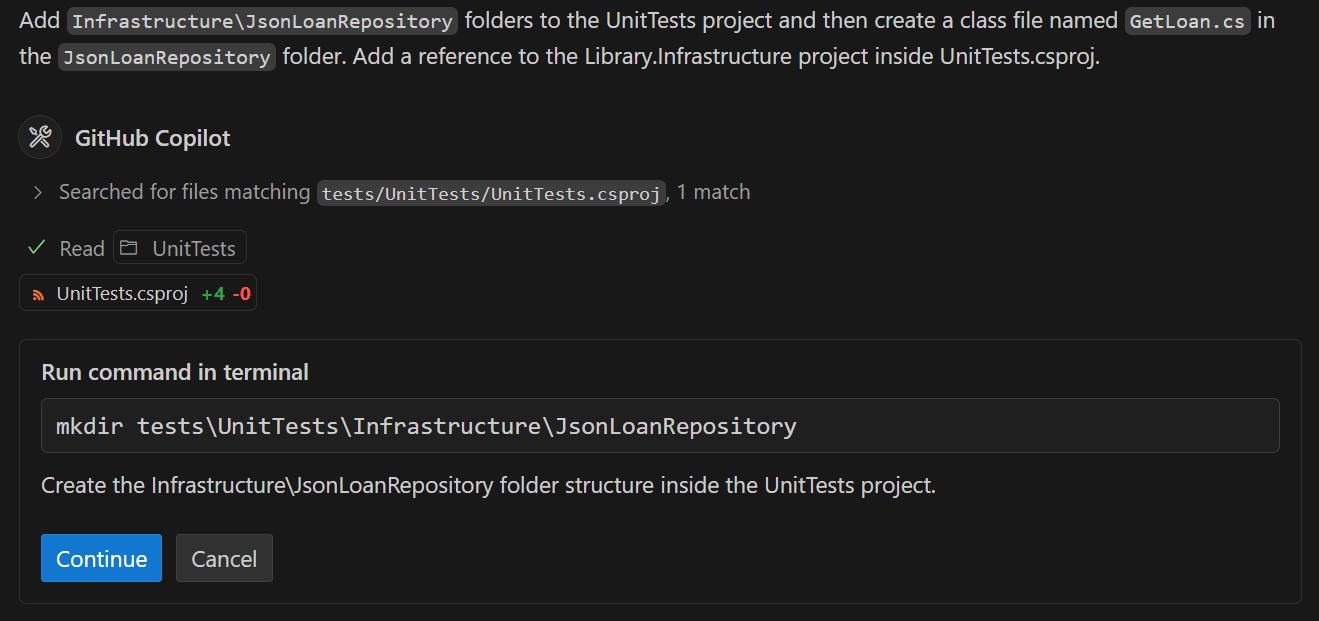 Add Infrastructure\JsonLoanRepository folders to the UnitTests project and then create a class file named GetLoan.cs in
the JsonLoanRepository folder. Add a reference to the Library.Infrastructure project inside UnitTests.csproj.
GitHub Copilot
Searched for files matching tests/UnitTests/UnitTests.csproj, 1 match
Read UnitTests
UnitTests.csproj +4 -0
Run command in terminal
mkdir tests\UnitTests\Infrastructure\JsonLoanRepository
Create the Infrastructure\JsonLoanRepository folder structure inside the UnitTests project.
Continue Cancel